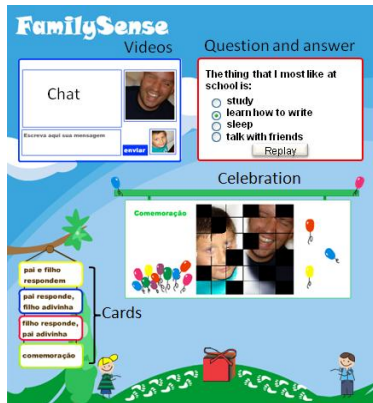 FamilySense
Videos
Question and answer
Chat
Escreva aqui sua mensagem
enviar
The thing that I most like at
school is:
study
learn how to write
sleep
talk with friends
Replay
Celebration
Comemoração
pai e filho
respondem
pai responde,
filho adivinha
filho responde,
pai adivinha
comemoração
Cards